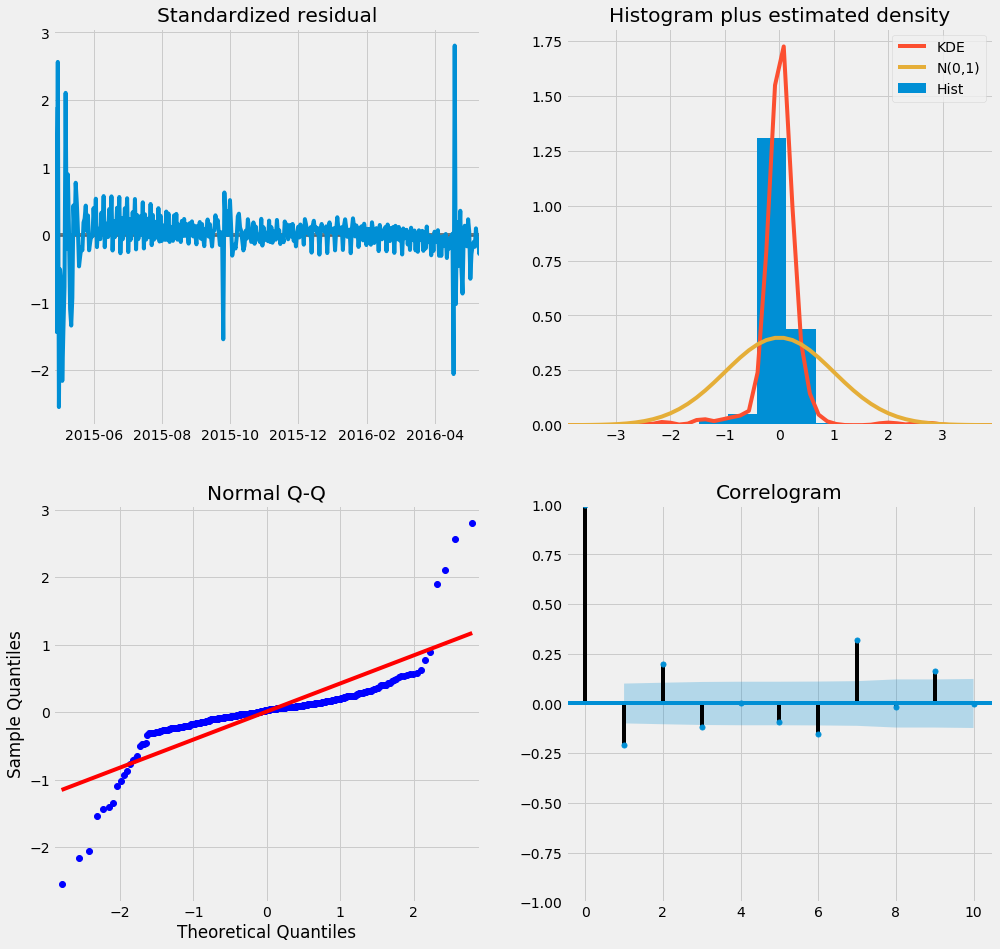 Standardized residual
3
2
1
0
−1
−2
2015-06 2015-08 2015-10 2015-12 2016-02 2016-04
Histogram plus estimated density
1.75
1.50
1.25
1.00
0.75
0.50
0.25
0.00
−3 −2 −1 0 1 2 3
KDE
N(0,1)
Hist
Normal Q-Q
Sample Quantiles
3
2
1
0
−1
−2
−2 −1 0 1 2
Theoretical Quantiles
Correlogram
1.00
0.75
0.50
0.25
0.00
−0.25
−0.50
−0.75
−1.00
0 2 4 6 8 10